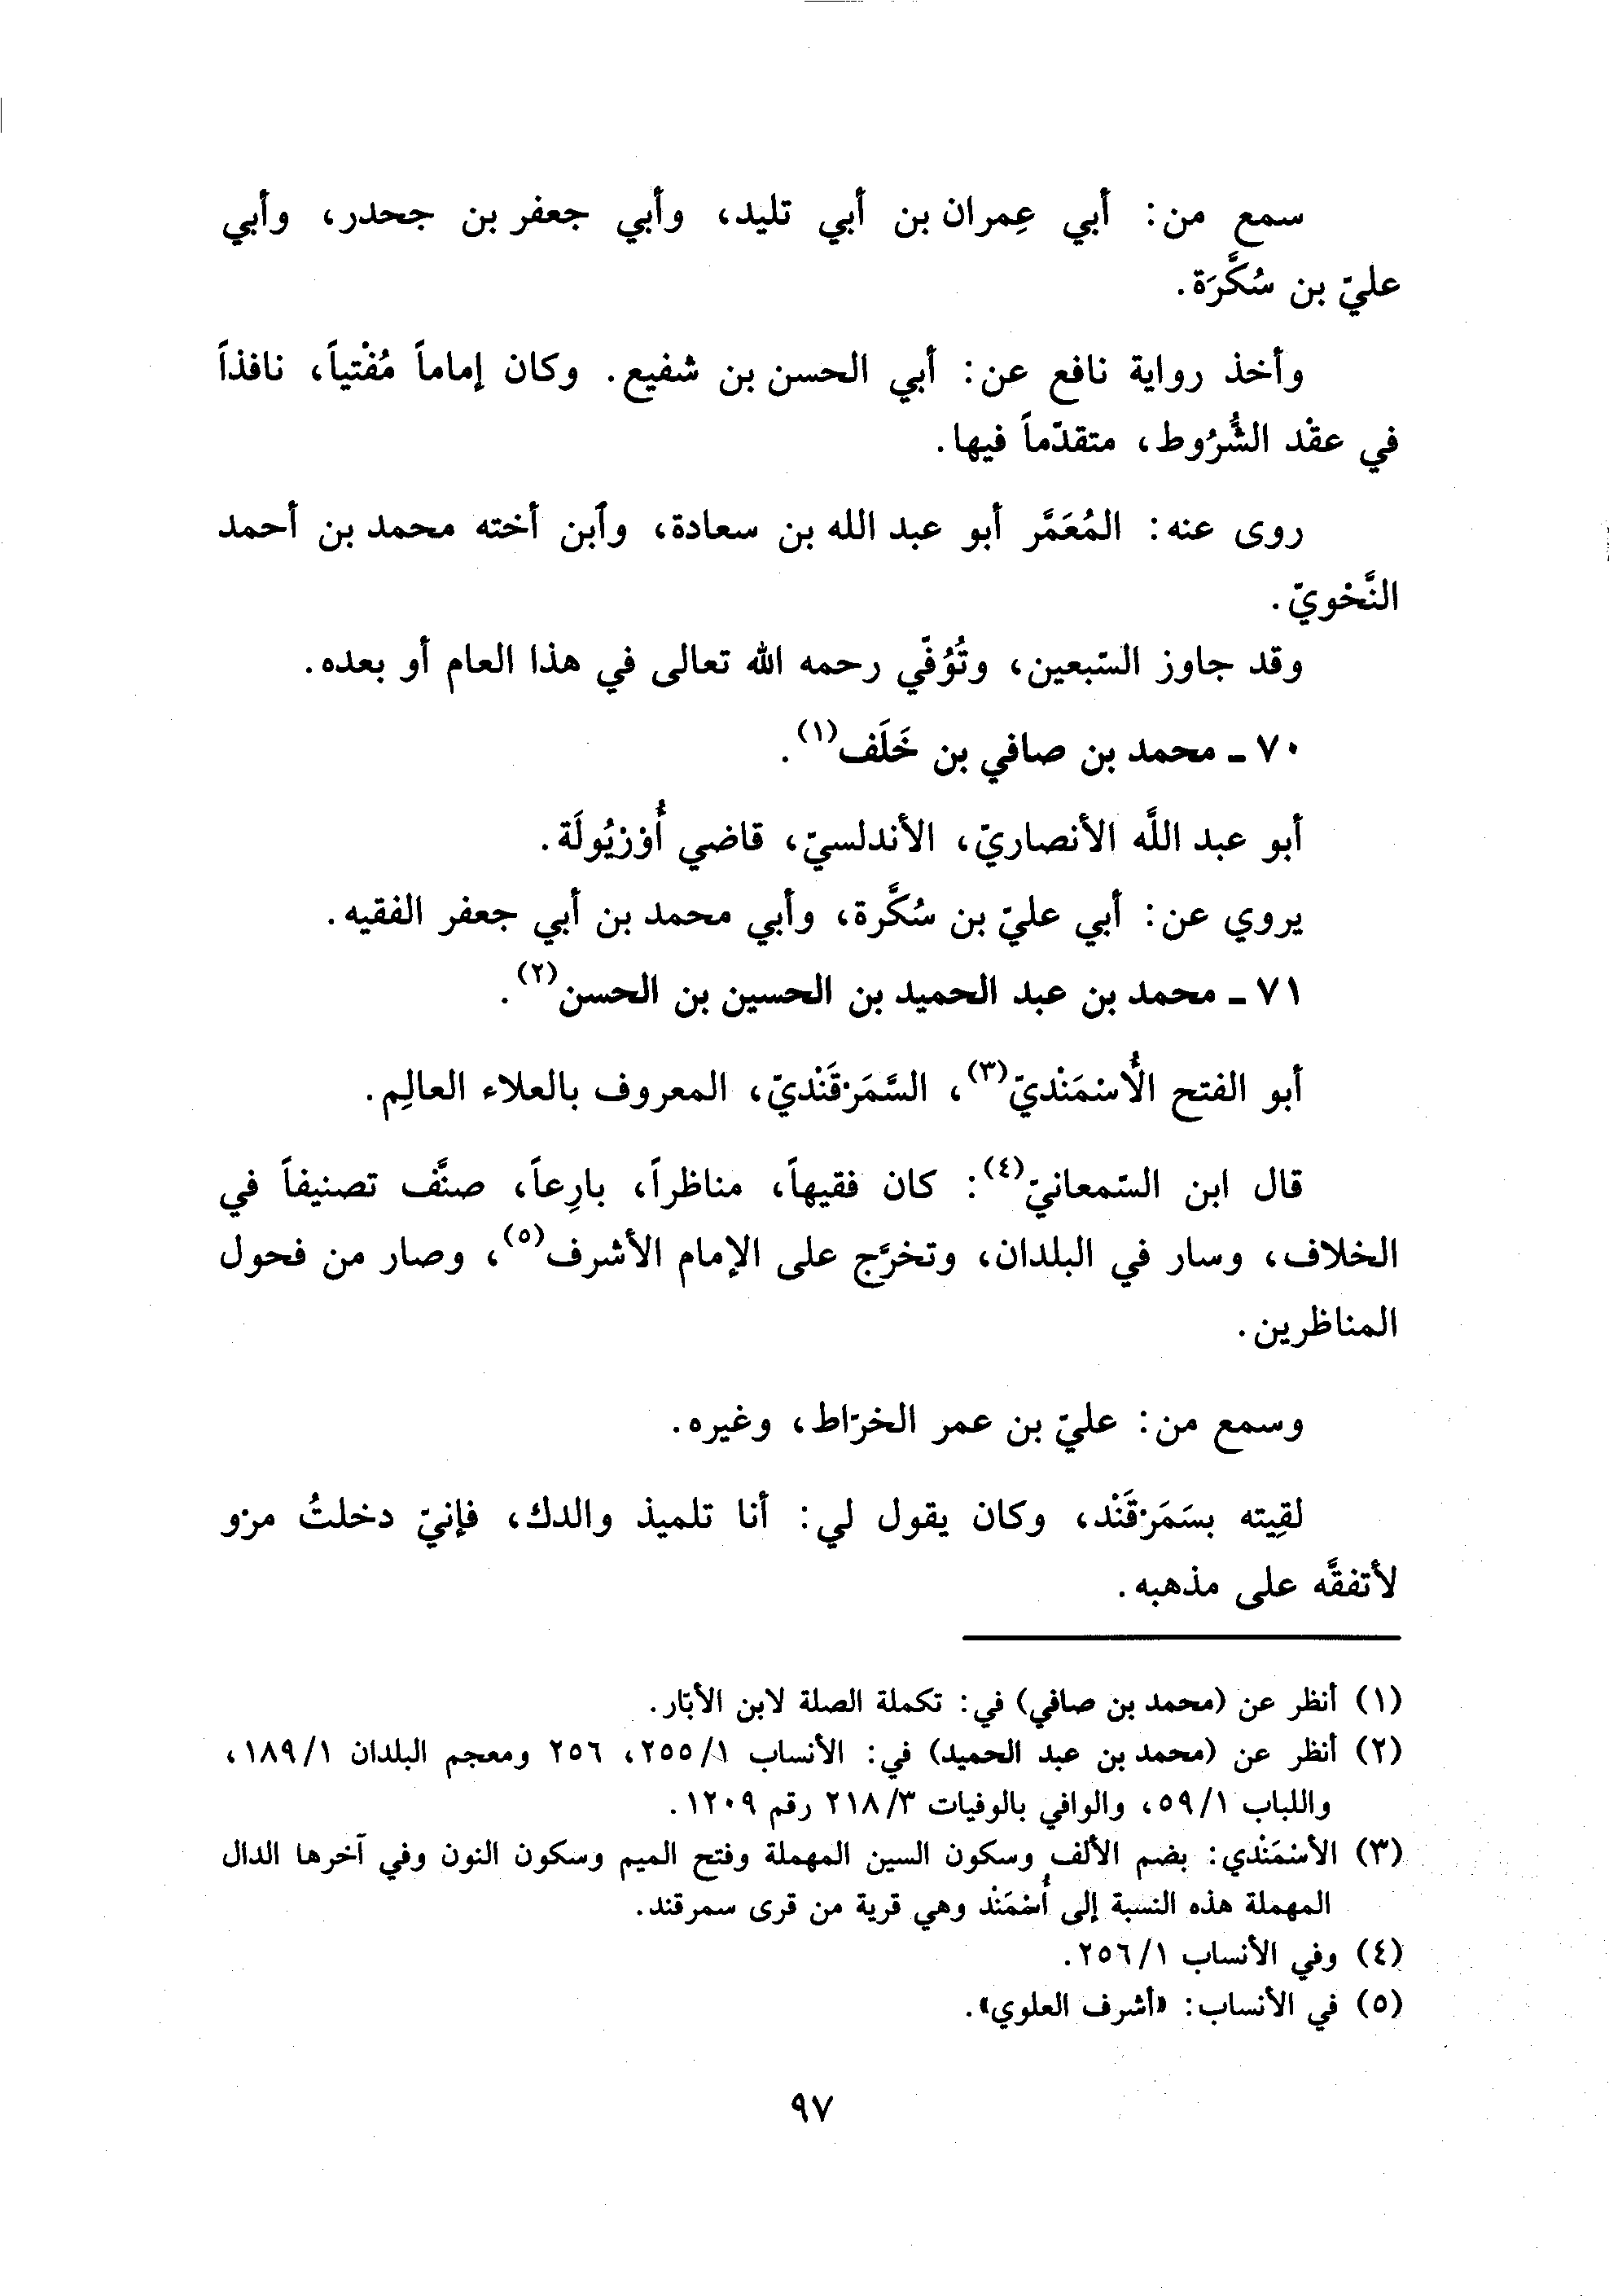 سمع من: أبي عِمران بن أبي تليد، وأبي جعفر بن جحدر، وأبي
عليّ بن سُكَّرَة.
وأخذ رواية نافع عن: أبي الحسن بن شفيع. وكان إماماً مُفْتياً، نافذاً
في عقْد الشُّرُوط، متقدّماً فيها.
روى عنه: المُعَمَّر أبو عبد الله بن سعادة، وٱبن أخته محمد بن أحمد
النَّحْويّ.
وقد جاوز السّبعين، وتُوُفّي رحمه الله تعالى في هذا العام أو بعده.
٧٠ ـ محمد بن صافي بن خَلَف(١).
أبو عبد اللَّه الأنصاريّ، الأندلسيّ، قاضي أُوْرْيُولَة.
يروي عن: أبي عليّ بن سُكَّرة، وأبي محمد بن أبي جعفر الفقيه.
٧١ ـ محمد بن عبد الحميد بن الحسين بن الحسن(٢).
أبو الفتح الأُسْمَنْديّ(٣)، السَّمَرْقَنْديّ، المعروف بالعلاء العالِم.
قال ابن السّمعانيّ(٤): كان فقيهاً، مناظراً، بارِعاً، صنَّف تصنيفاً في
الخلاف، وسار في البلدان، وتخرَّج على الإمام الأشرف(٥)، وصار من فحول
المناظرين.
وسمع من: عليّ بن عمر الخرّاط، وغيره.
لقِيته بسَمَرْقَنْد، وكان يقول لي: أنا تلميذ والدك، فإنيّ دخلتُ مرْو
لأتفقَّه على مذهبه.
(١) أنظر عن (محمد بن صافي) في: تكملة الصلة لابن الأبّار.
(٢) أنظر عن (محمد بن عبد الحميد) في: الأنساب ٢٥٥/١، ٢٥٦ ومعجم البلدان ١٨٩/١،
واللباب ٥٩/١، والوافي بالوفيات ٢١٨/٣ رقم ١٢٠٩.
(٣) الأسْمَنْدي: بضم الألف وسكون السين المهملة وفتح الميم وسكون النون وفي آخرها الدال
المهملة هذه النسبة إلى أُسْمَنْد وهي قرية من قرى سمرقند.
(٤) وفي الأنساب ٢٥٦/١.
(٥) في الأنساب: «أشرف العلوي».
٩٧